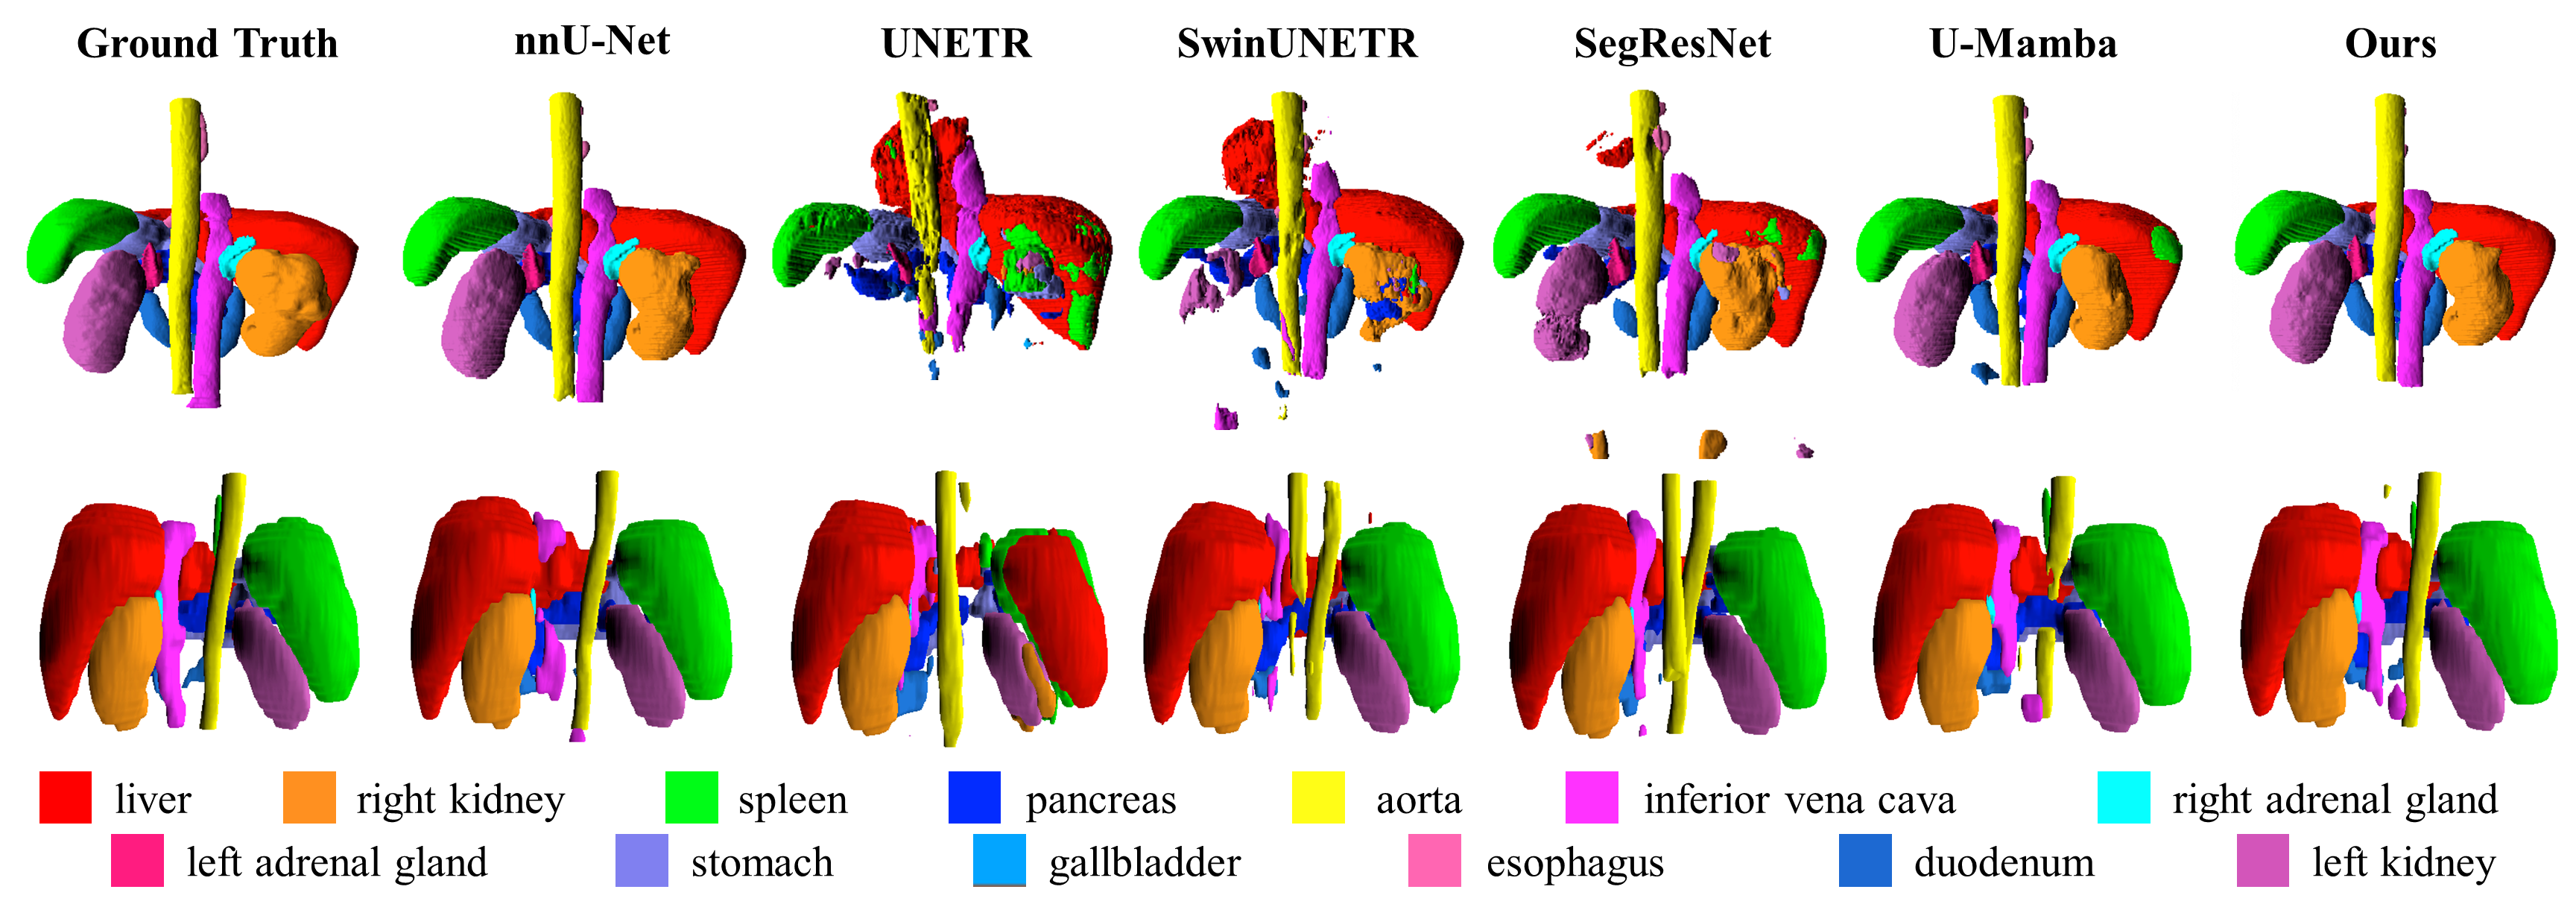 Ground Truth nnU-Net UNETR SwinUNETR SegResNet U-Mamba Ours
liver right kidney spleen pancreas aorta inferior vena cava right adrenal gland
left adrenal gland stomach gallbladder esophagus duodenum left kidney